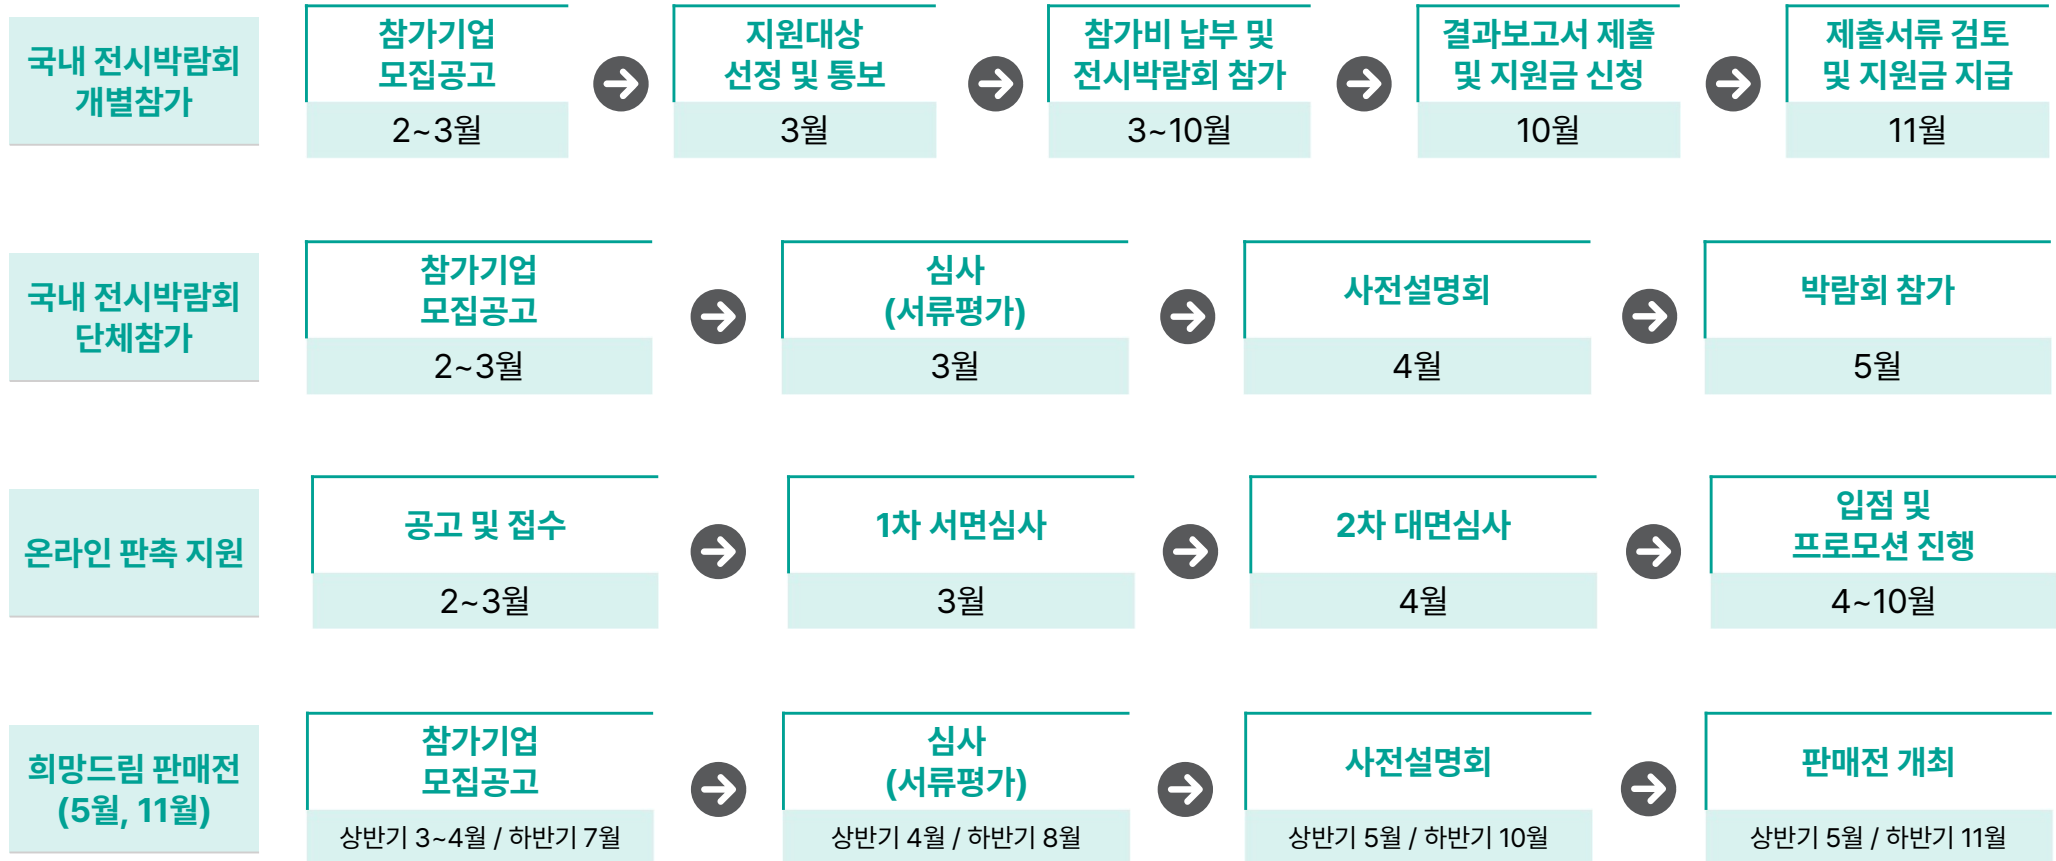 국내 전시박람회
개별참가
참가기업
모집공고
2~3월
지원대상
선정 및 통보
3월
참가비 납부 및
전시박람회 참가
3~10월
결과보고서 제출
및 지원금 신청
10월
제출서류 검토
및 지원금 지급
11월
국내 전시박람회
단체참가
참가기업
모집공고
2~3월
심사
(서류평가)
3월
사전설명회
4월
박람회 참가
5월
온라인 판촉 지원
공고 및 접수
2~3월
1차 서면심사
3월
2차 대면심사
4월
입점 및
프로모션 진행
4~10월
희망드림 판매전
(5월, 11월)
참가기업
모집공고
상반기 3~4월 / 하반기 7월
심사
(서류평가)
상반기 4월 / 하반기 8월
사전설명회
상반기 5월 / 하반기 10월
판매전 개최
상반기 5월 / 하반기 11월